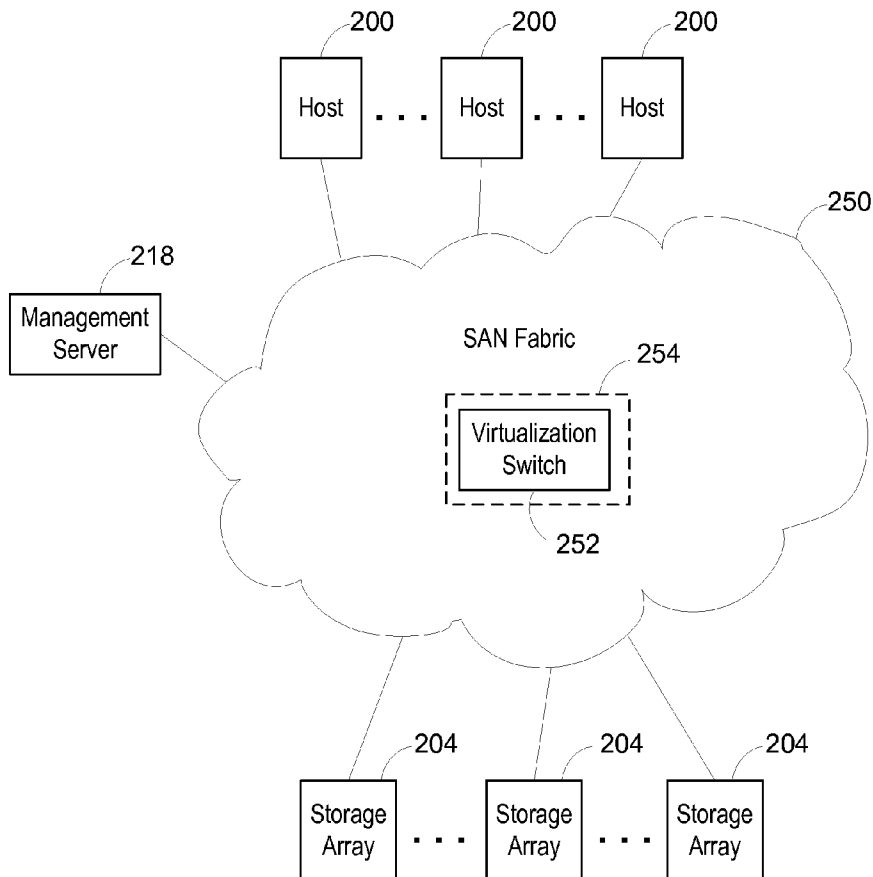 200 200 200
Host . . . Host . . . Host
250
218
Management
Server
SAN Fabric
254
Virtualization
Switch
252
204 204 204
Storage Storage Storage
Array . . . Array . . . Array